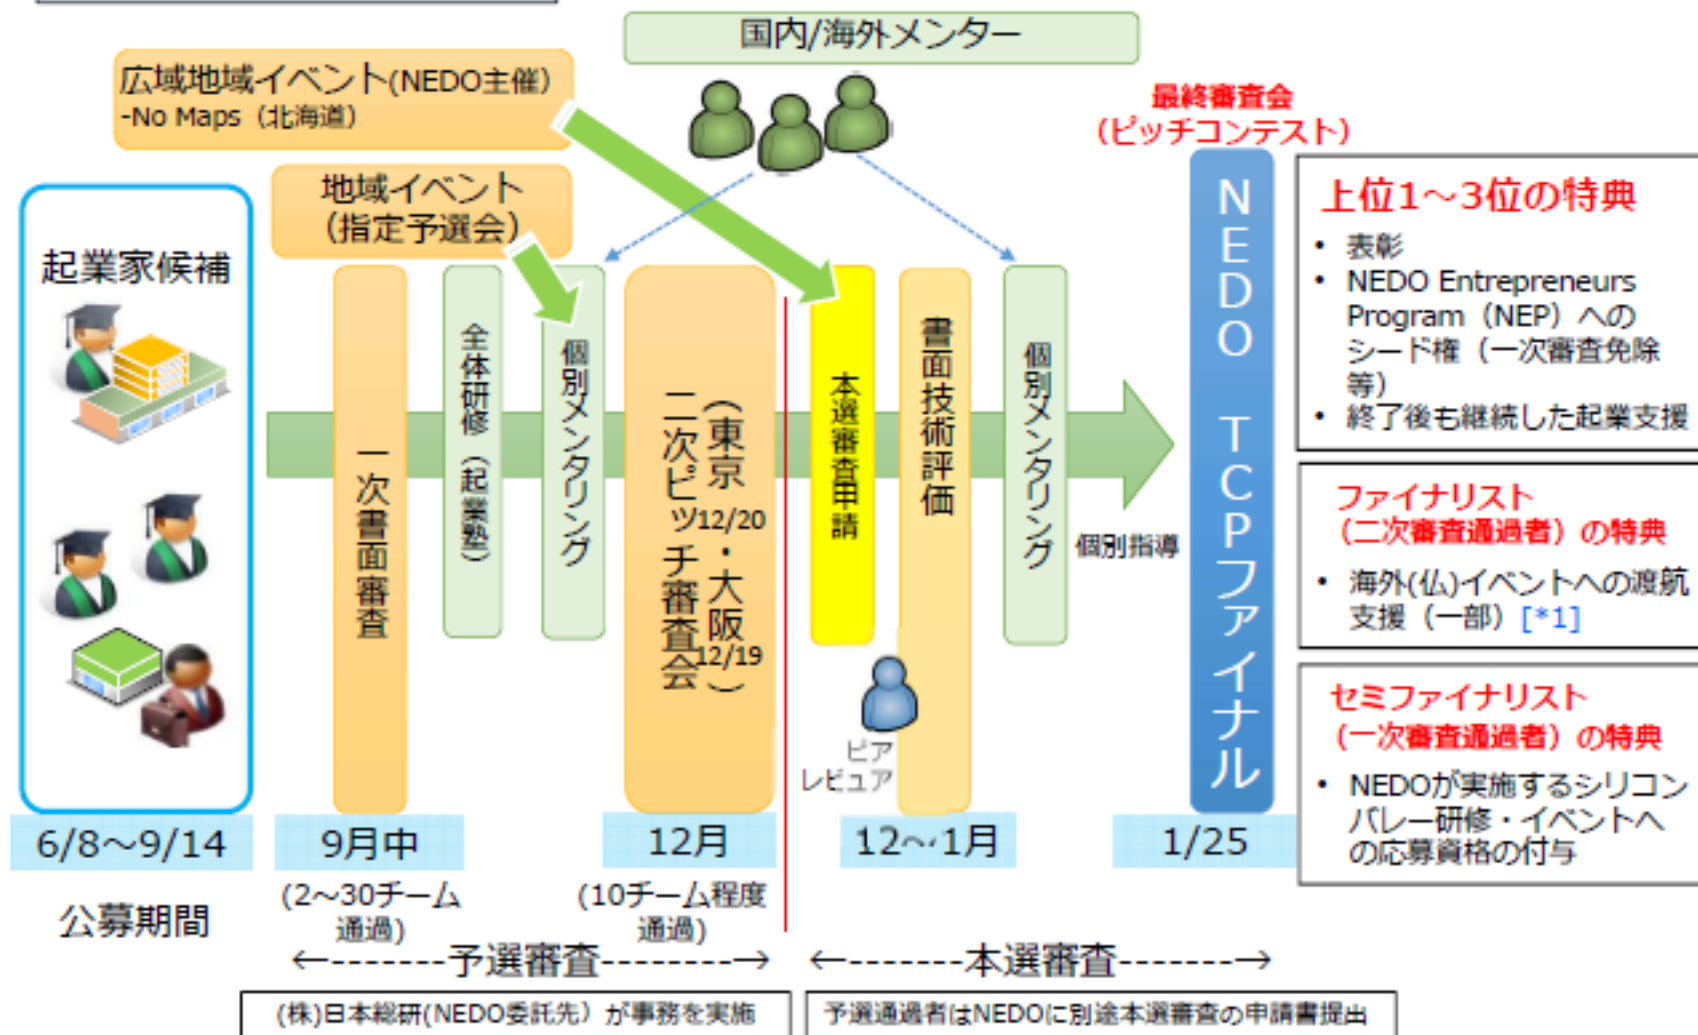 国内/海外メンター
広域地域イベント(NEDO主催)
-No Maps（北海道）
地域イベント
（指定予選会）
起業家候補
一次書面審査
全体研修（起業塾）
個別メンタリング
二次ピッチ審査会
（東京12/20・大阪12/19）
本選審査申請
書面技術評価
個別メンタリング
個別指導
ピア
レビュア
最終審査会
（ピッチコンテスト）
NEDO TCPファイナル
上位1～3位の特典
• 表彰
• NEDO Entrepreneurs
Program（NEP）への
シード権（一次審査免除
等）
• 終了後も継続した起業支援
ファイナリスト
（二次審査通過者）の特典
• 海外(仏)イベントへの渡航
支援（一部）[*1]
セミファイナリスト
（一次審査通過者）の特典
• NEDOが実施するシリコン
バレー研修・イベントへ
の応募資格の付与
6/8～9/14
9月中
12月
12～1月
1/25
公募期間
(2～30チーム
通過)
(10チーム程度
通過)
←-------予選審査--------→
←-------本選審査-------→
(株)日本総研(NEDO委託先）が事務を実施
予選通過者はNEDOに別途本選審査の申請書提出